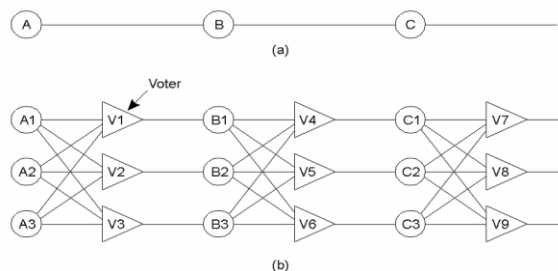 A B C
(a)
Voter
A1 V1 B1 V4 C1 V7
A2 V2 B2 V5 C2 V8
A3 V3 B3 V6 C3 V9
(b)